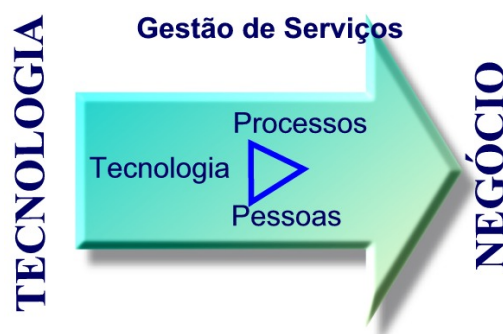 TECNOLOGIA
Gestão de Serviços
Processos
Tecnologia
Pessoas
NEGÓCIO